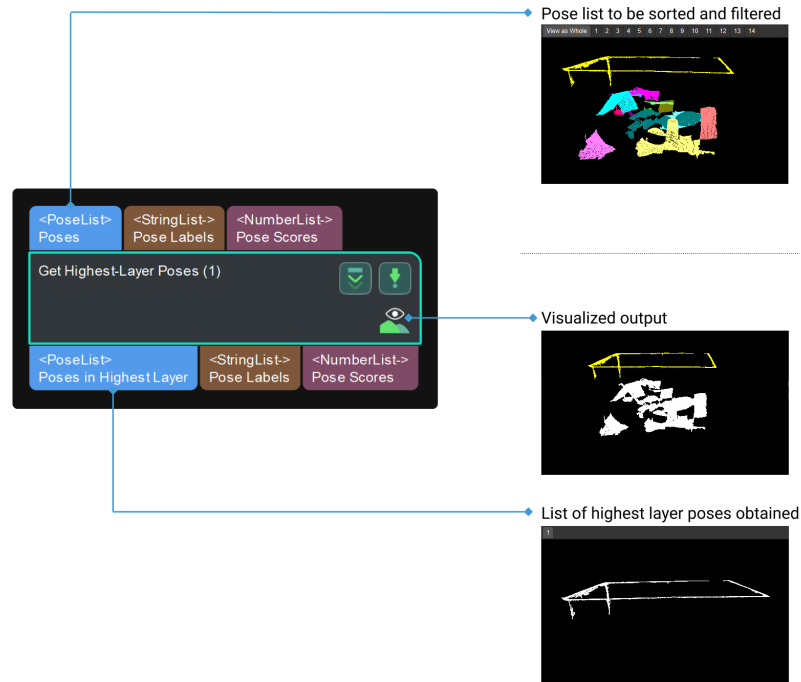 Pose list to be sorted and filtered
View as Whole 1 2 3 4 5 6 7 8 9 10 11 12 13 14
<PoseList>
Poses
<StringList->
Pose Labels
<NumberList->
Pose Scores
Get Highest-Layer Poses (1)
<PoseList>
Poses in Highest Layer
<StringList->
Pose Labels
<NumberList->
Pose Scores
Visualized output
List of highest layer poses obtained
1